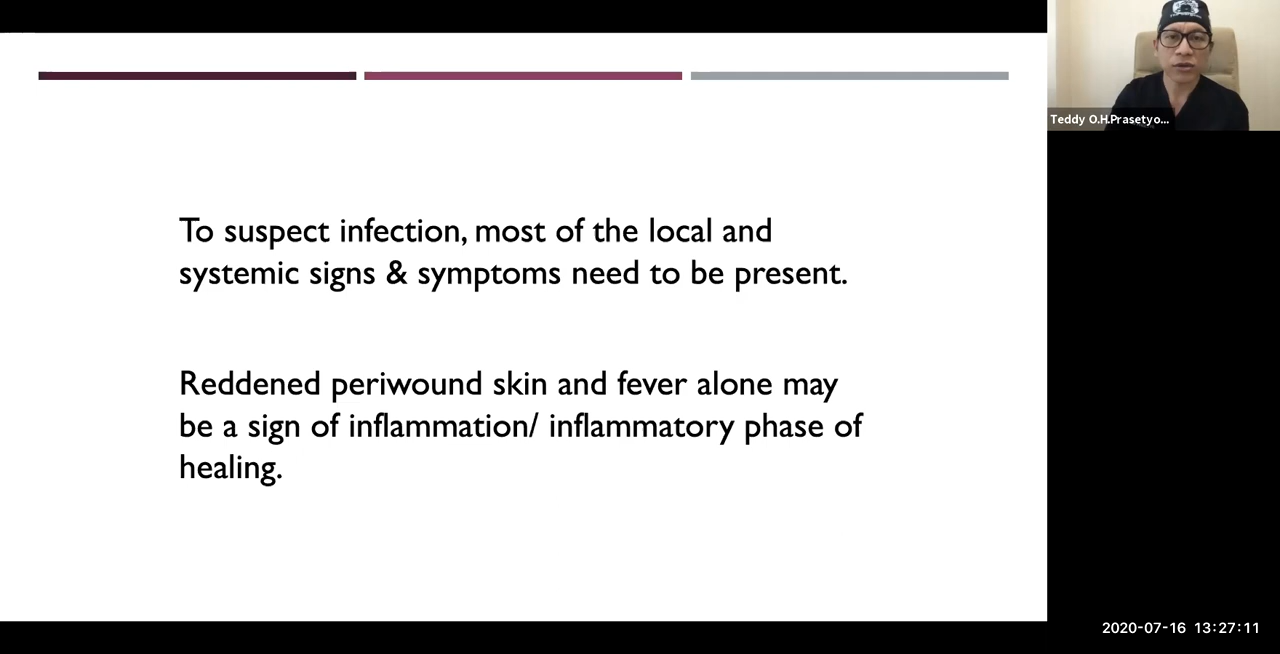 Teddy O.H.Prasetyo...
To suspect infection, most of the local and
systemic signs & symptoms need to be present.
Reddened periwound skin and fever alone may
be a sign of inflammation/ inflammatory phase of
healing.
2020-07-16 13:27:11